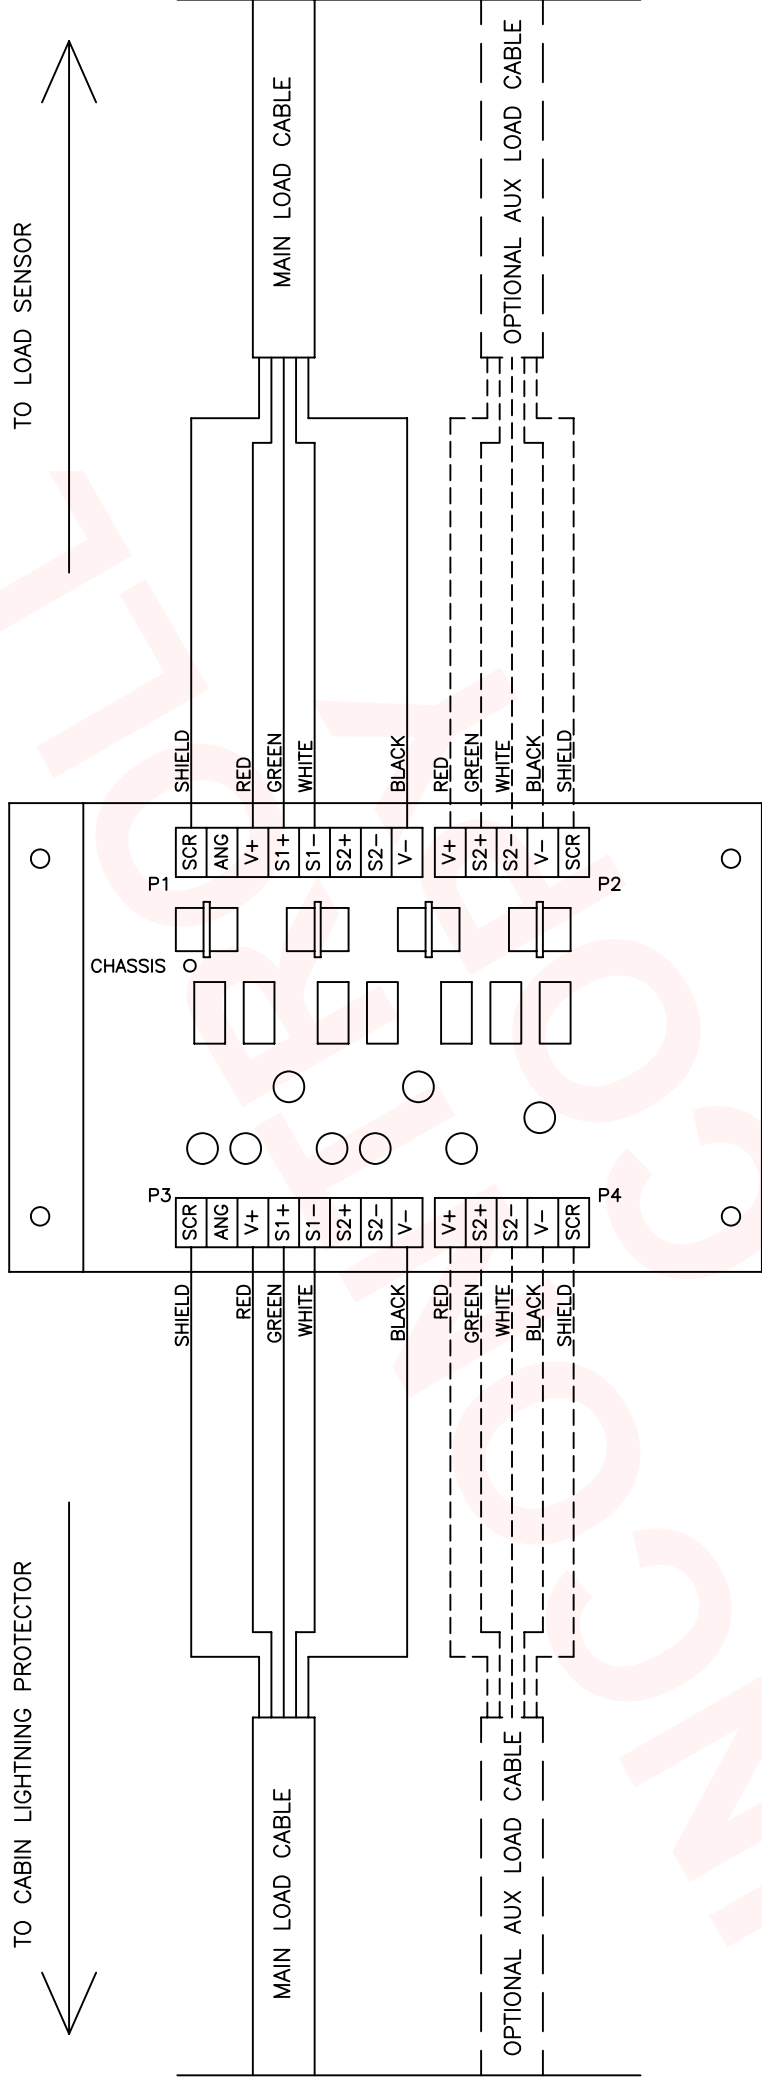 TO LOAD SENSOR
MAIN LOAD CABLE
OPTIONAL AUX LOAD CABLE
SHIELD
RED
GREEN
WHITE
BLACK
RED
GREEN
WHITE
BLACK
SHIELD
SCR
ANG
V+
S1+
S1-
S2+
S2-
V-
V+
S2+
S2-
V-
SCR
P1
P2
CHASSIS
P3
P4
SCR
ANG
V+
S1+
S1-
S2+
S2-
V-
V+
S2+
S2-
V-
SCR
SHIELD
RED
GREEN
WHITE
BLACK
RED
GREEN
WHITE
BLACK
SHIELD
TO CABIN LIGHTNING PROTECTOR
MAIN LOAD CABLE
OPTIONAL AUX LOAD CABLE